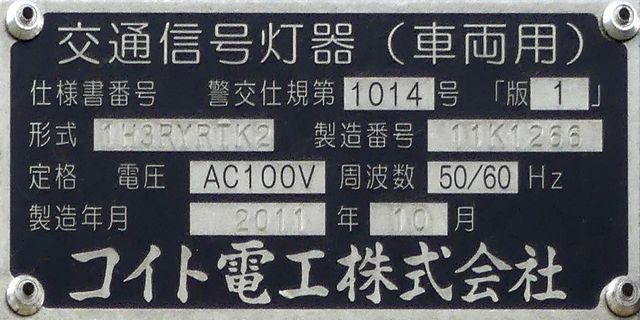 交通信号灯器（車両用）
仕様書番号 警交仕規第 1014 号 「版 1 」
形式 1H3RYRTK2 製造番号 11K1266
定格 電圧 AC100V 周波数 50/60 Hz
製造年月 2011 年 10 月
コイト電工株式会社